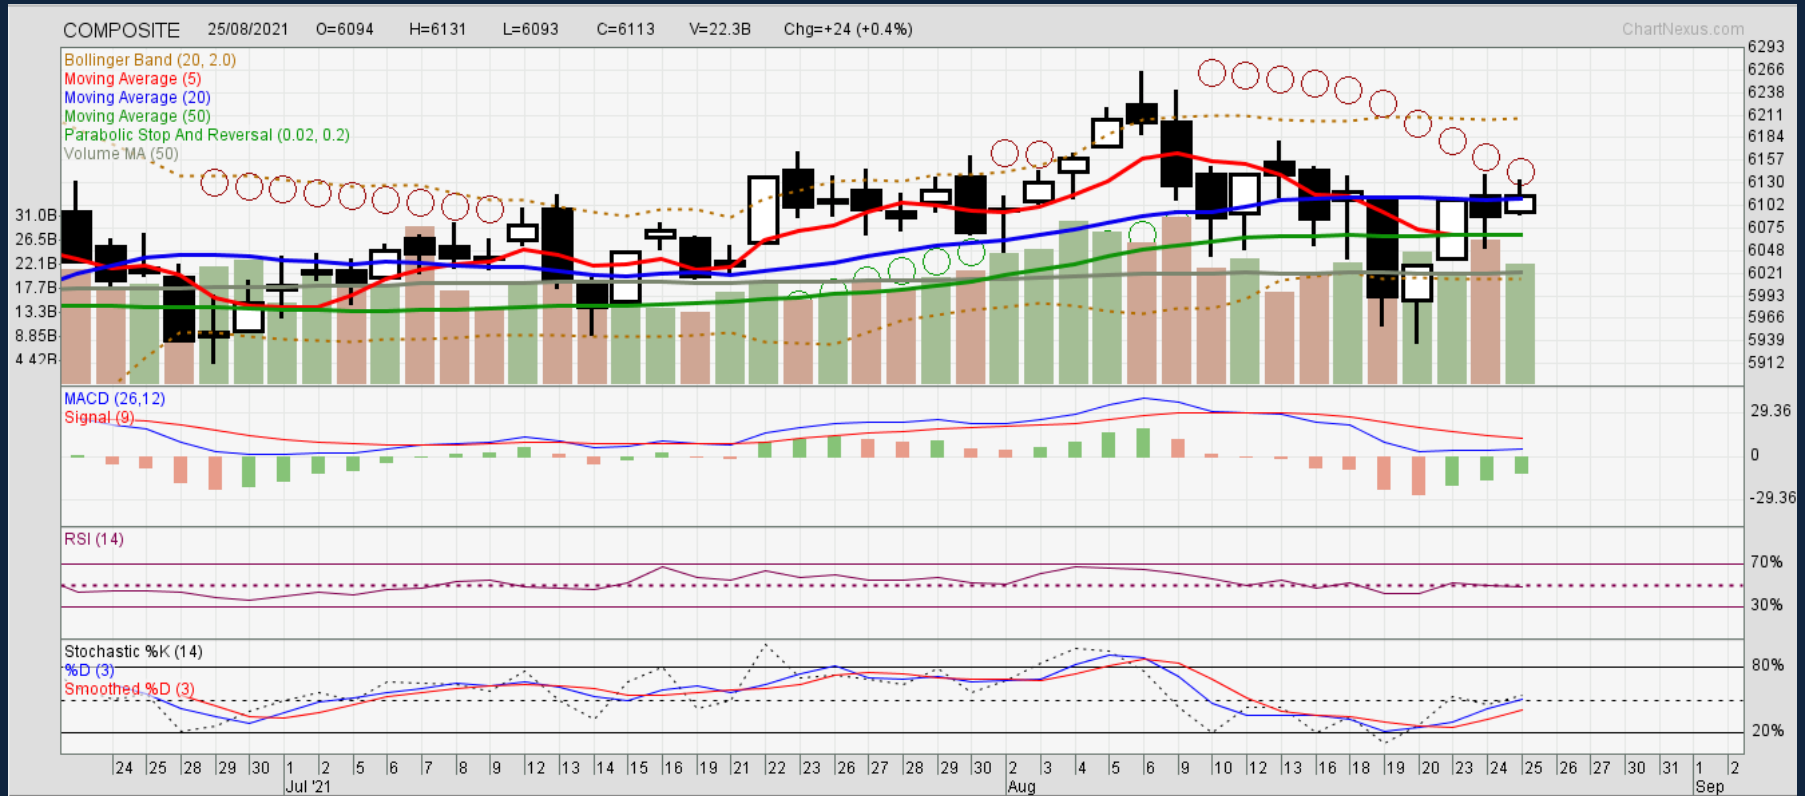 COMPOSITE 25/08/2021 O=6094 H=6131 L=6093 C=6113 V=22.3B Chg=+24 (+0.4%) ChartNexus.com
Bollinger Band (20, 2.0)
Moving Average (5)
Moving Average (20)
Moving Average (50)
Parabolic Stop And Reversal (0.02, 0.2)
Volume MA (50)
6293
6266
6238
6211
6184
6157
6130
6102
6075
6048
6021
5993
5966
5939
5912
31.0B
26.5B
22.1B
17.7B
13.3B
8.85B
4.42B
MACD (26,12)
Signal (9)
29.36
0
-29.36
RSI (14)
70%
30%
Stochastic %K (14)
%D (3)
Smoothed %D (3)
80%
20%
24 25 28 29 30 1 2 5 6 7 8 9 12 13 14 15 16 19 21 22 23 26 27 28 29 30 2 3 4 5 6 9 10 12 13 16 18 19 20 23 24 25 26 27 30 31 1 2
Jul '21 Aug Sep